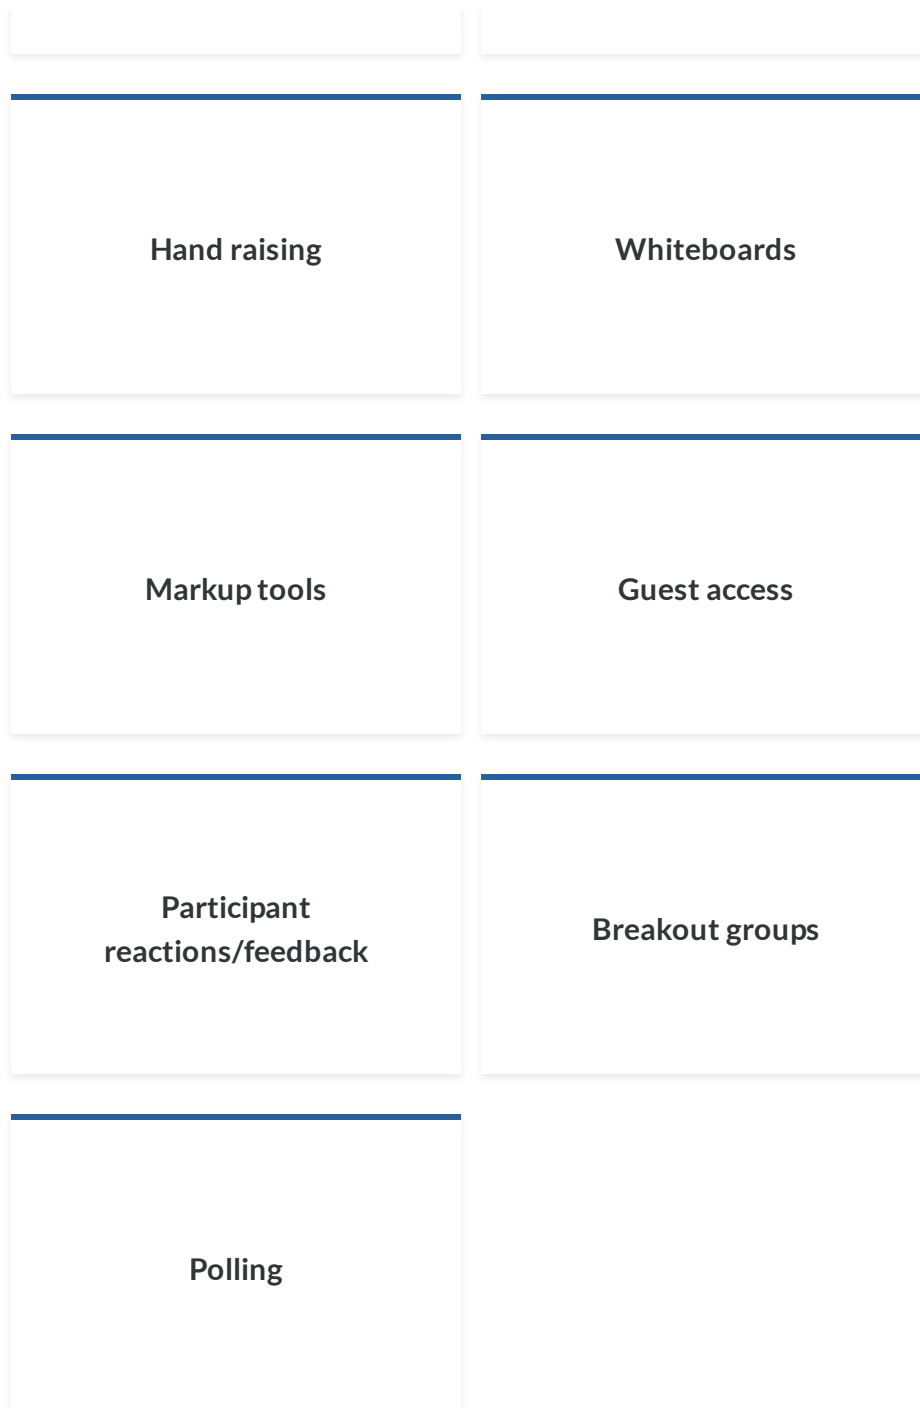 Hand raising
Whiteboards
Markup tools
Guest access
Participant
reactions/feedback
Breakout groups
Polling